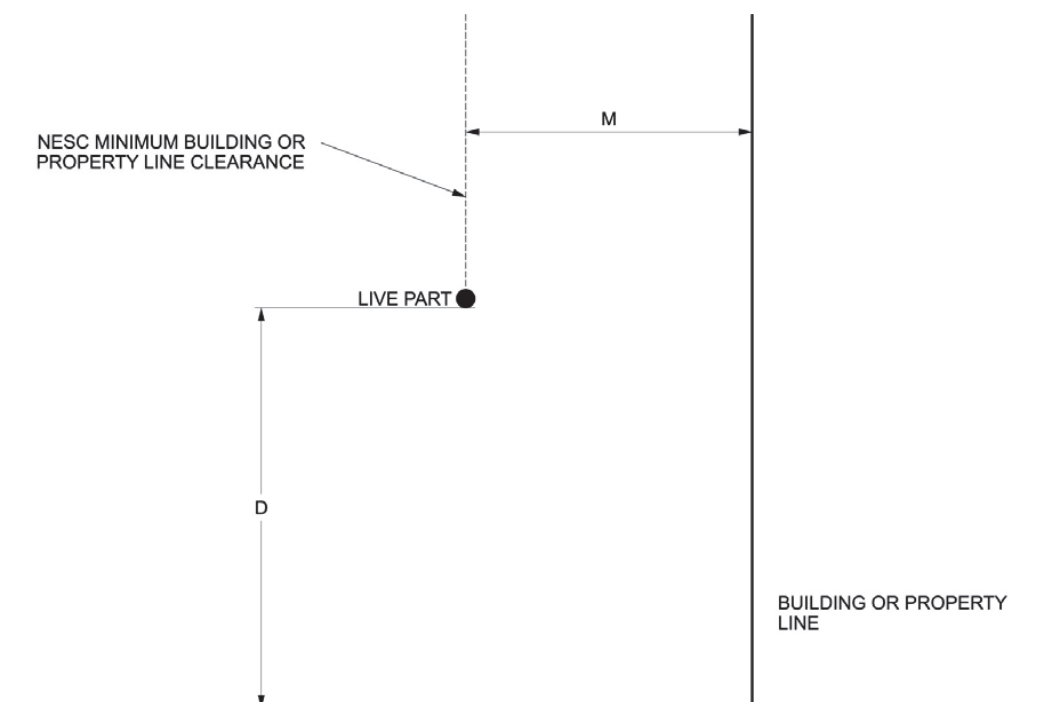 M
NESC MINIMUM BUILDING OR
PROPERTY LINE CLEARANCE
LIVE PART
D
BUILDING OR PROPERTY
LINE